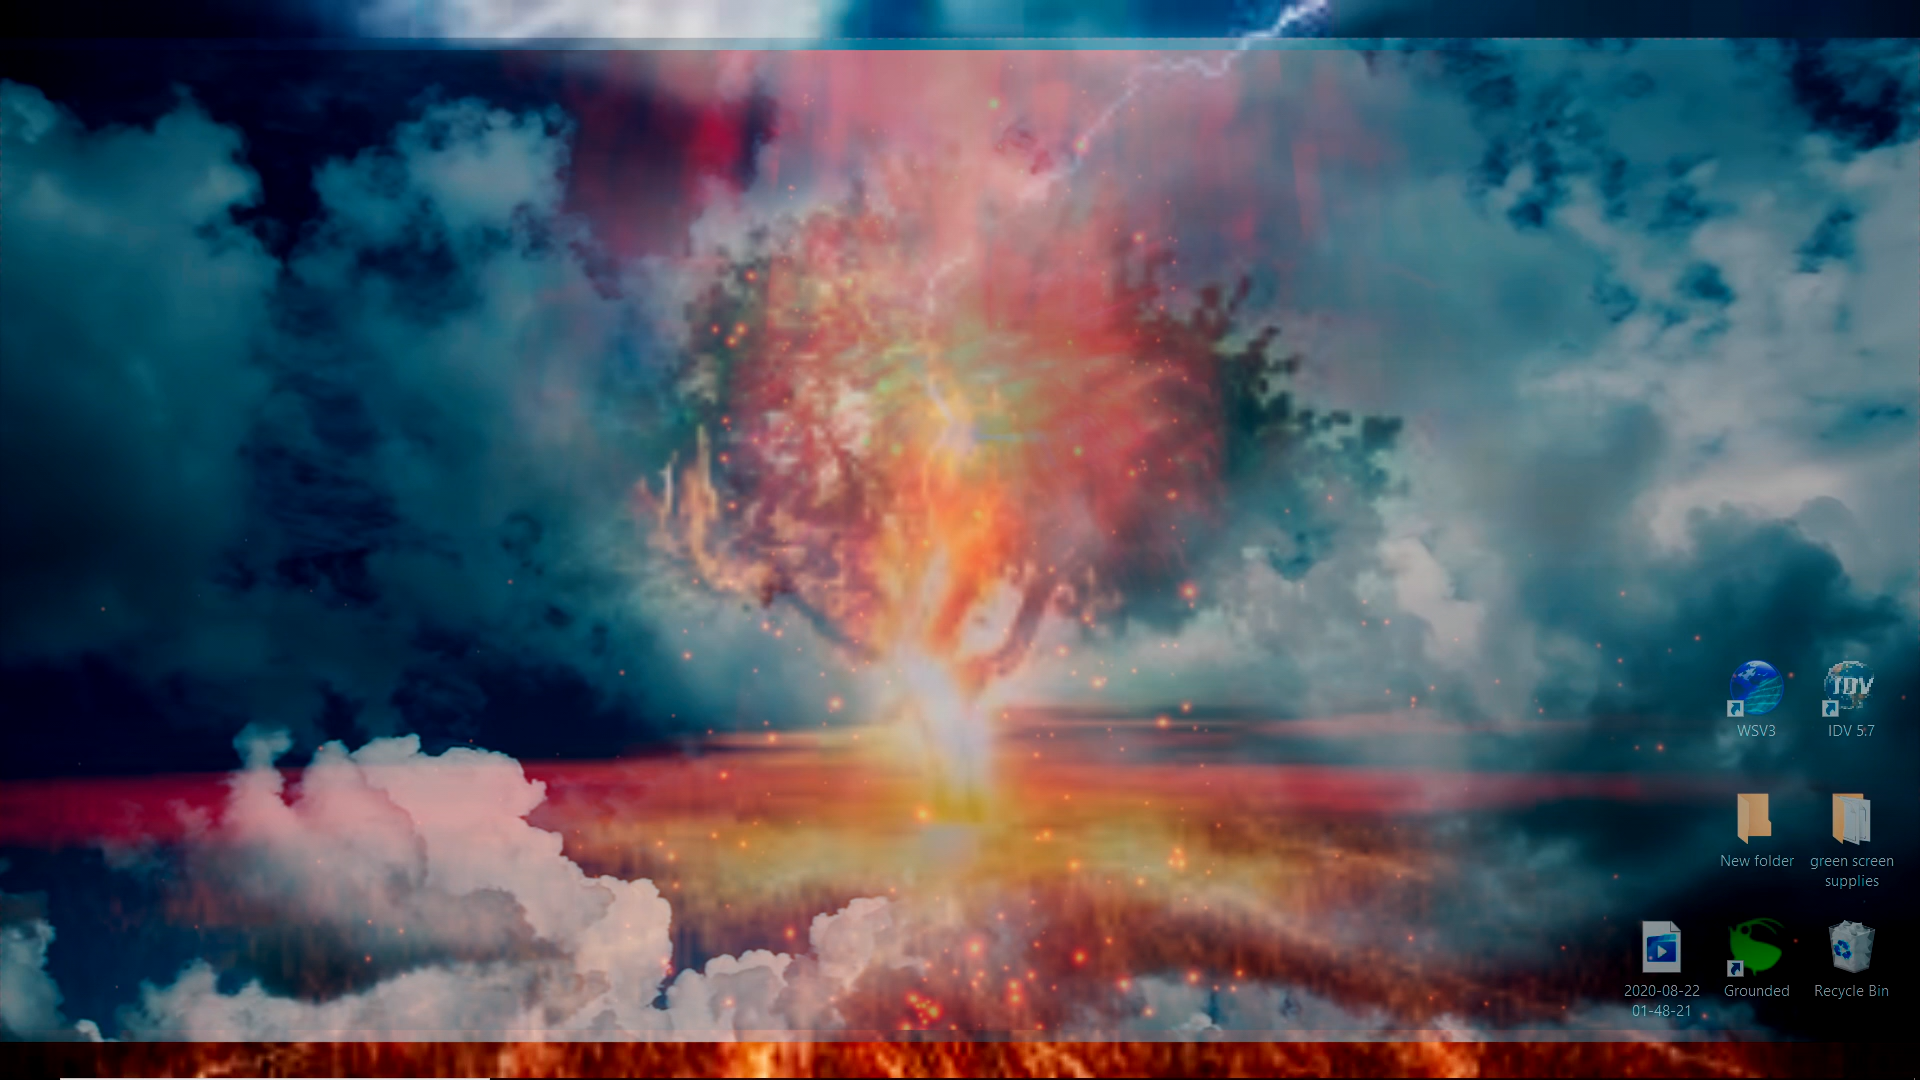 WSV3
IDV
IDV 5.7
New folder
green screen
supplies
2020-08-22
01-48-21
Grounded
Recycle Bin